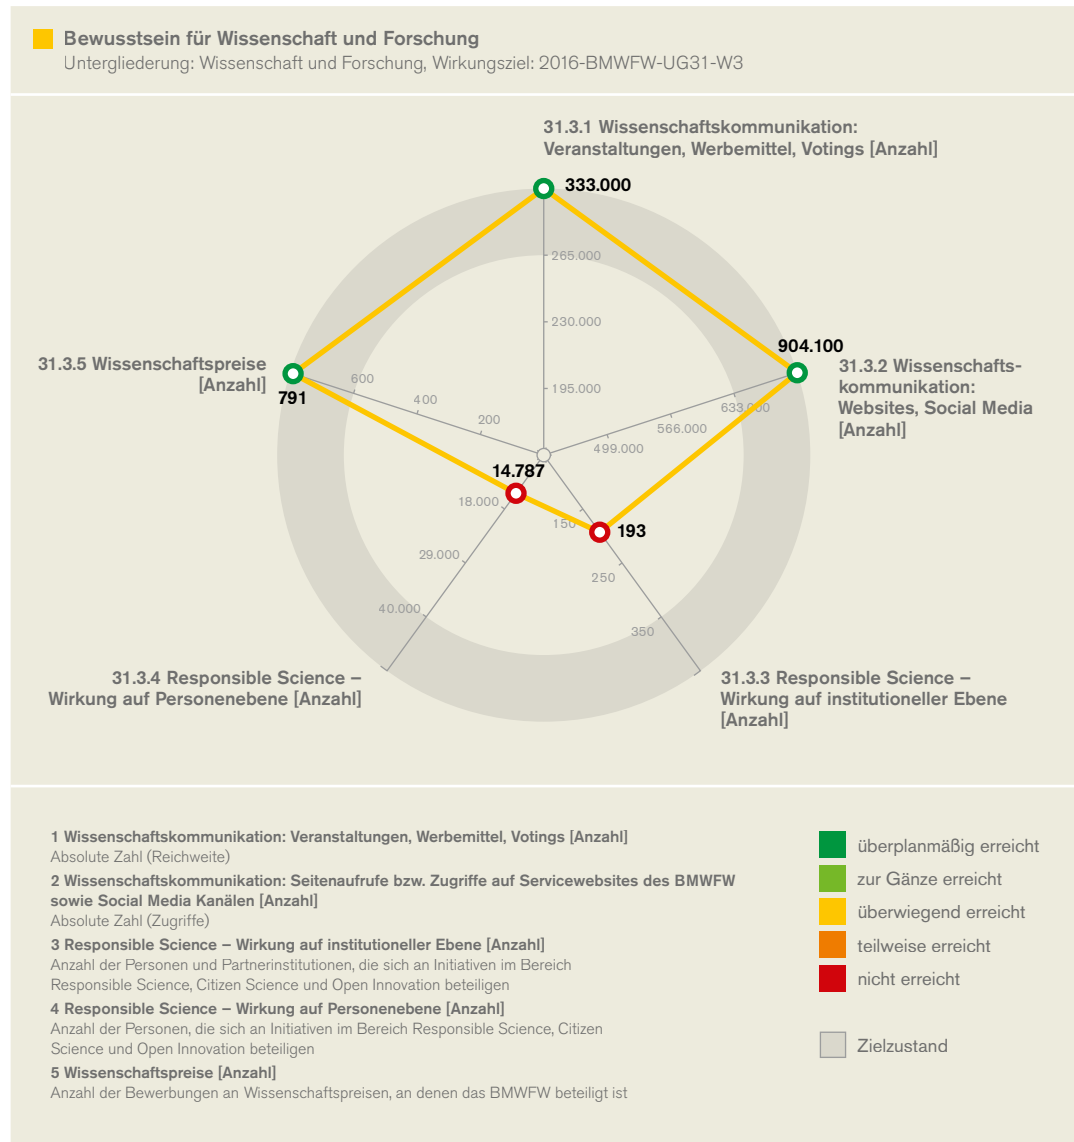 Bewusstsein für Wissenschaft und Forschung
Untergliederung: Wissenschaft und Forschung, Wirkungsziel: 2016-BMWFW-UG31-W3
31.3.1 Wissenschaftskommunikation:
Veranstaltungen, Werbemittel, Votings [Anzahl]
333.000
265.000
230.000
195.000
904.100
31.3.2 Wissenschafts-
kommunikation:
Websites, Social Media
[Anzahl]
633.000
566.000
499.000
31.3.5 Wissenschaftspreise
[Anzahl]
791
600
400
200
14.787
18.000
29.000
40.000
193
150
250
350
31.3.4 Responsible Science –
Wirkung auf Personenebene [Anzahl]
31.3.3 Responsible Science –
Wirkung auf institutioneller Ebene
[Anzahl]
1 Wissenschaftskommunikation: Veranstaltungen, Werbemittel, Votings [Anzahl]
Absolute Zahl (Reichweite)
2 Wissenschaftskommunikation: Seitenaufrufe bzw. Zugriffe auf Servicewebsites des BMWFW
sowie Social Media Kanälen [Anzahl]
Absolute Zahl (Zugriffe)
3 Responsible Science – Wirkung auf institutioneller Ebene [Anzahl]
Anzahl der Personen und Partnerinstitutionen, die sich an Initiativen im Bereich
Responsible Science, Citizen Science und Open Innovation beteiligen
4 Responsible Science – Wirkung auf Personenebene [Anzahl]
Anzahl der Personen, die sich an Initiativen im Bereich Responsible Science, Citizen
Science und Open Innovation beteiligen
5 Wissenschaftspreise [Anzahl]
Anzahl der Bewerbungen an Wissenschaftspreisen, an denen das BMWFW beteiligt ist
überplanmäßig erreicht
zur Gänze erreicht
überwiegend erreicht
teilweise erreicht
nicht erreicht
Zielzustand